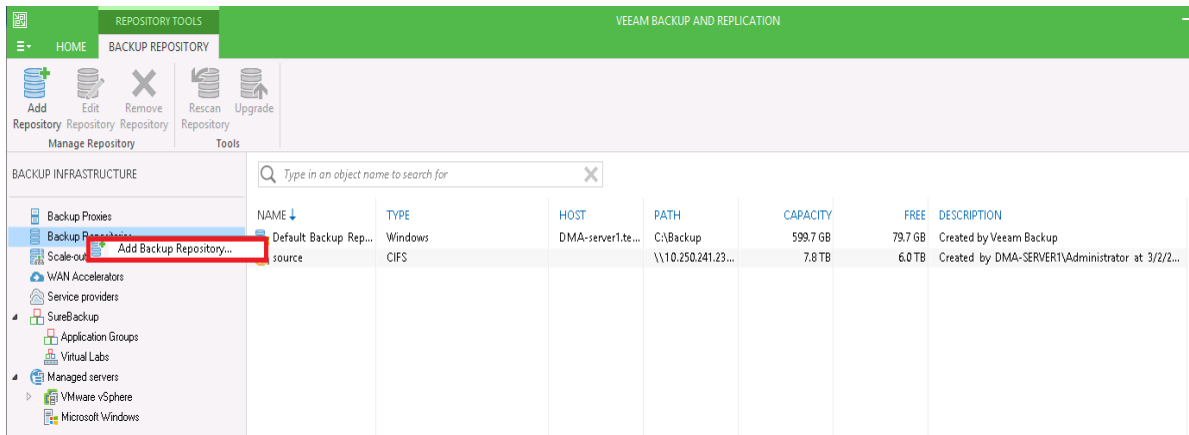 REPOSITORY TOOLS
VEEAM BACKUP AND REPLICATION
HOME
BACKUP REPOSITORY
Add Repository
Edit Repository
Remove Repository
Rescan Repository
Upgrade
Manage Repository
Tools
BACKUP INFRASTRUCTURE
Type in an object name to search for
Backup Proxies
Backup Repositories
Add Backup Repository...
Scale-out
WAN Accelerators
Service providers
SureBackup
Application Groups
Virtual Labs
Managed servers
VMware vSphere
Microsoft Windows
NAME TYPE HOST PATH CAPACITY FREE DESCRIPTION
Default Backup Rep... Windows DMA-server1.te... C:\Backup 599.7 GB 79.7 GB Created by Veeam Backup
source CIFS \\10.250.241.23... 7.8 TB 6.0 TB Created by DMA-SERVER1\Administrator at 3/2/2...